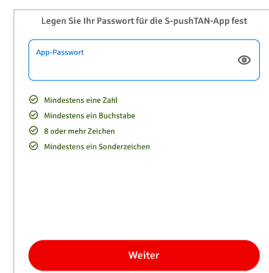 Legen Sie Ihr Passwort für die S-pushTAN-App fest
App-Passwort
Mindestens eine Zahl
Mindestens ein Buchstabe
8 oder mehr Zeichen
Mindestens ein Sonderzeichen
Weiter